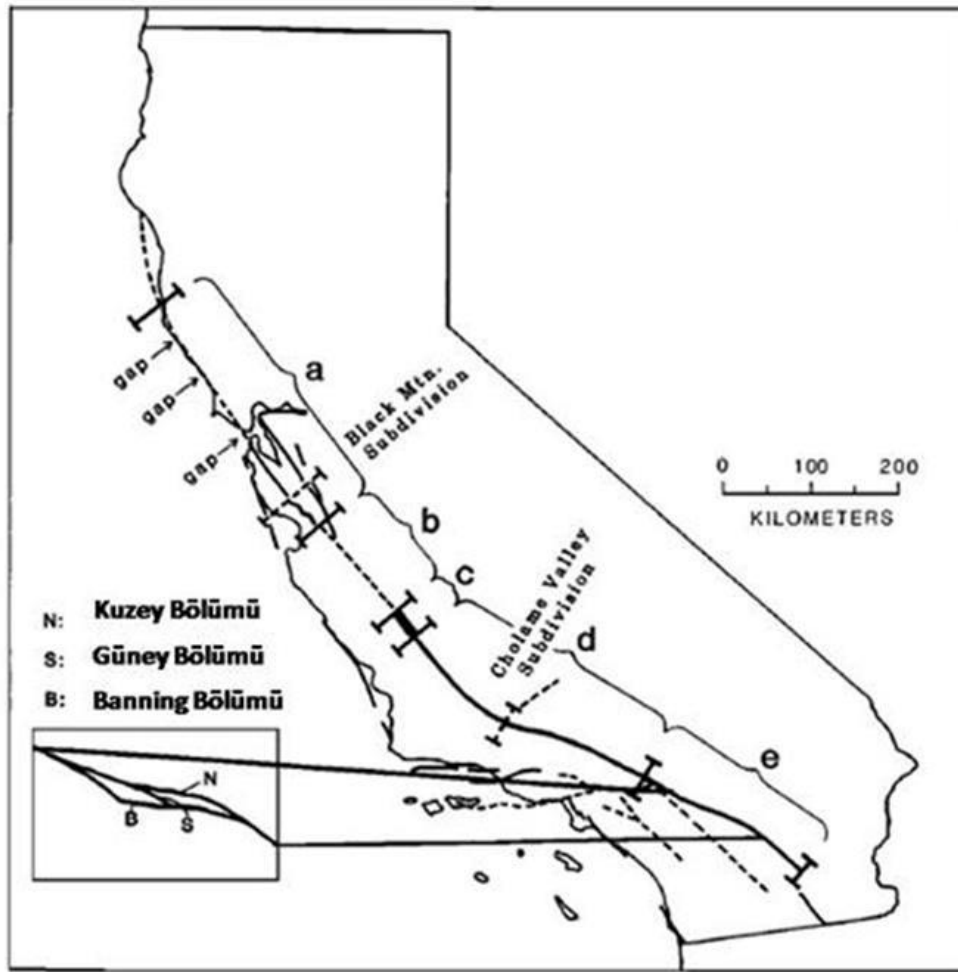 gap
gap
gap
a
Black Mtn.
Subdivision
b
c
Cholame Valley
Subdivision
d
e
0 100 200
KILOMETERS
N: Kuzey Bölümü
S: Güney Bölümü
B: Banning Bölümü
N
B
S